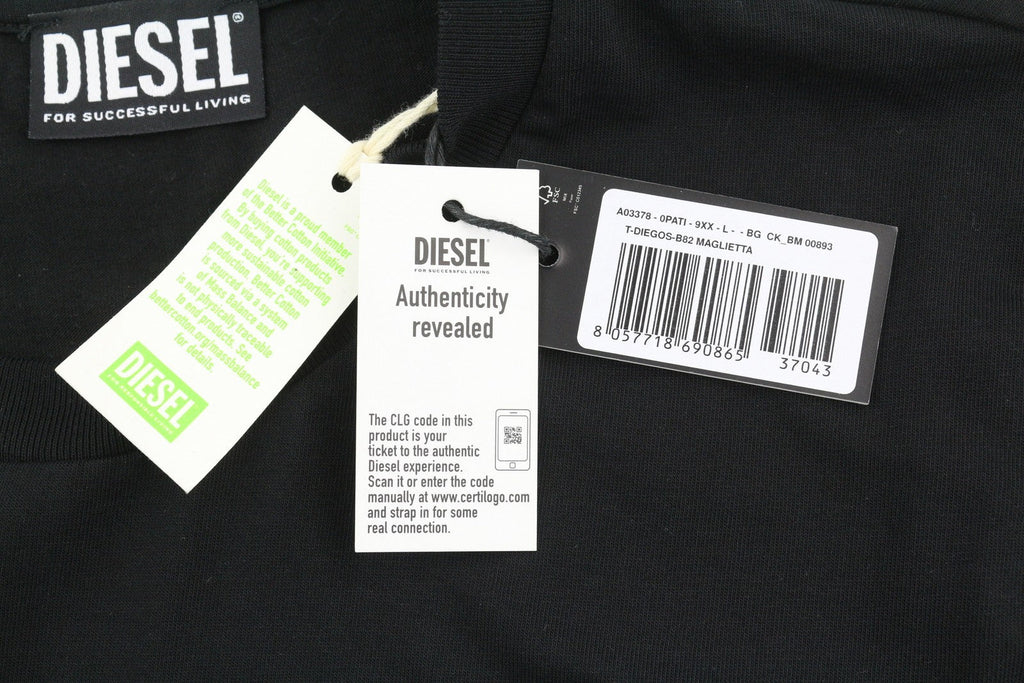 DIESEL®
FOR SUCCESSFUL LIVING
Diesel is a proud member
of the Better Cotton Initiative.
By buying cotton products
from Diesel, you're supporting
more sustainable cotton
production. Better Cotton
is sourced via a system
of Mass Balance and
is not physically traceable
to end products. See
bettercotton.org/massbalance
for details.
DIESEL
FOR SUCCESSFUL LIVING
DIESEL®
FOR SUCCESSFUL LIVING
Authenticity
revealed
The CLG code in this
product is your
ticket to the authentic
Diesel experience.
Scan it or enter the code
manually at www.certilogo.com
and strap in for some
real connection.
FSC
A03378 - 0PATI - 9XX - L - - BG CK_BM 00893
T-DIEGOS-B82 MAGLIETTA
8 057718 690865
37043